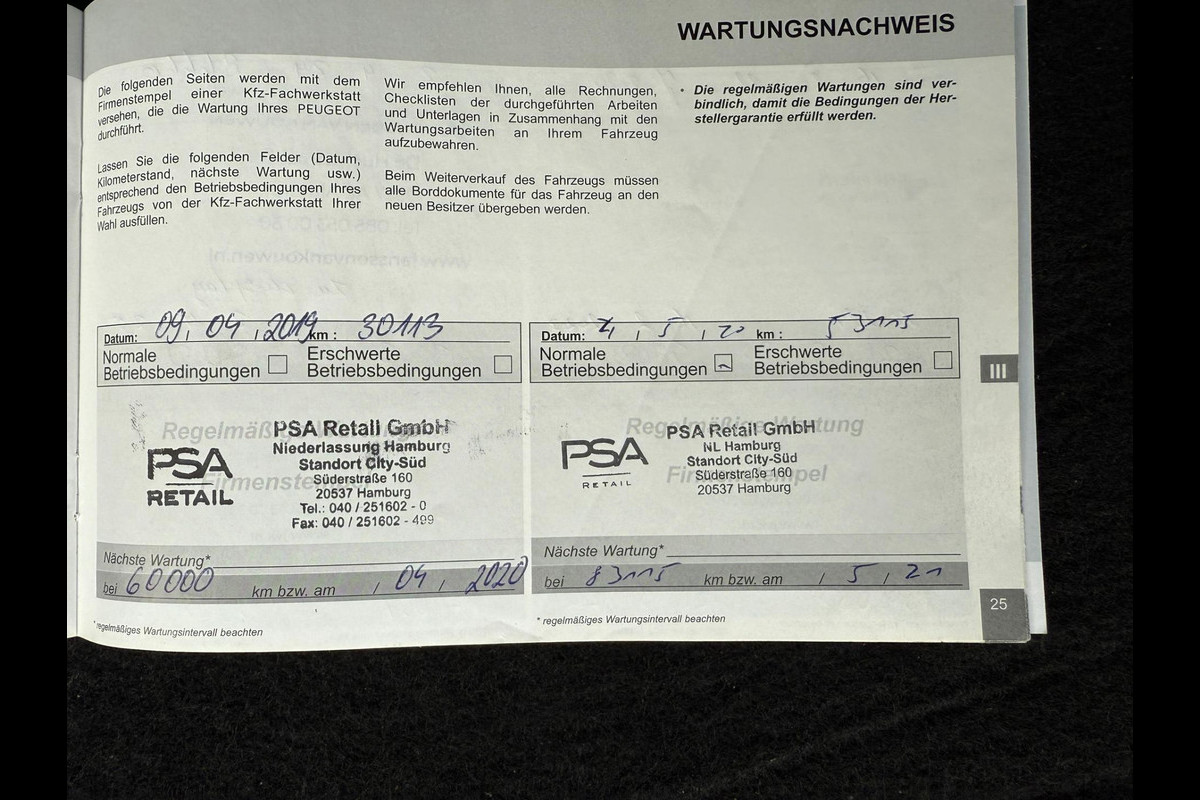 WARTUNGSNACHWEIS
Die folgenden Seiten werden mit dem
Firmenstempel einer Kfz-Fachwerkstatt
versehen, die die Wartung Ihres PEUGEOT
durchführt.
Lassen Sie die folgenden Felder (Datum,
Kilometerstand, nächste Wartung usw.)
entsprechend den Betriebsbedingungen Ihres
Fahrzeugs von der Kfz-Fachwerkstatt Ihrer
Wahl ausfüllen.
Wir empfehlen Ihnen, alle Rechnungen,
Checklisten der durchgeführten Arbeiten
und Unterlagen in Zusammenhang mit den
Wartungsarbeiten an Ihrem Fahrzeug
aufzubewahren.
Beim Weiterverkauf des Fahrzeugs müssen
alle Borddokumente für das Fahrzeug an den
neuen Besitzer übergeben werden.
• Die regelmäßigen Wartungen sind ver-
bindlich, damit die Bedingungen der Her-
stellergarantie erfüllt werden.
Datum: 09, 04, 2019 km: 30113
Normale
Betriebsbedingungen
Erschwerte
Betriebsbedingungen
Regelmäßige Wartung
Firmenstempel
PSA
RETAIL
PSA Retail GmbH
Niederlassung Hamburg
Standort City-Süd
Süderstraße 160
20537 Hamburg
Tel.: 040 / 251602 - 0
Fax: 040 / 251602 - 499
Nächste Wartung*
bei 60000 km bzw. am / 04 / 2020
* regelmäßiges Wartungsintervall beachten
Datum: / 5 / 20 km: 53115
Normale
Betriebsbedingungen
Erschwerte
Betriebsbedingungen
Regelmäßige Wartung
Firmenstempel
PSA
RETAIL
PSA Retail GmbH
NL Hamburg
Standort City-Süd
Süderstraße 160
20537 Hamburg
Nächste Wartung*
bei 83115 km bzw. am / 5 / 21
* regelmäßiges Wartungsintervall beachten
III
25